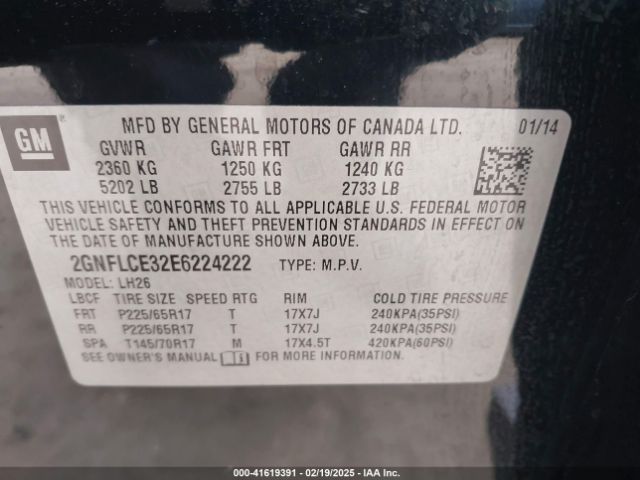 GM
MFD BY GENERAL MOTORS OF CANADA LTD. 01/14
GVWR GAWR FRT GAWR RR
2360 KG 1250 KG 1240 KG
5202 LB 2755 LB 2733 LB
THIS VEHICLE CONFORMS TO ALL APPLICABLE U.S. FEDERAL MOTOR
VEHICLE SAFETY AND THEFT PREVENTION STANDARDS IN EFFECT ON
THE DATE OF MANUFACTURE SHOWN ABOVE.
2GNFLCE32E6224222 TYPE: M.P.V.
MODEL: LH26
LBCF TIRE SIZE SPEED RTG RIM COLD TIRE PRESSURE
FRT P225/65R17 T 17X7J 240KPA(35PSI)
RR P225/65R17 T 17X7J 240KPA(35PSI)
SPA T145/70R17 M 17X4.5T 420KPA(60PSI)
SEE OWNER'S MANUAL FOR MORE INFORMATION.
000-41619391 - 02/19/2025 - IAA